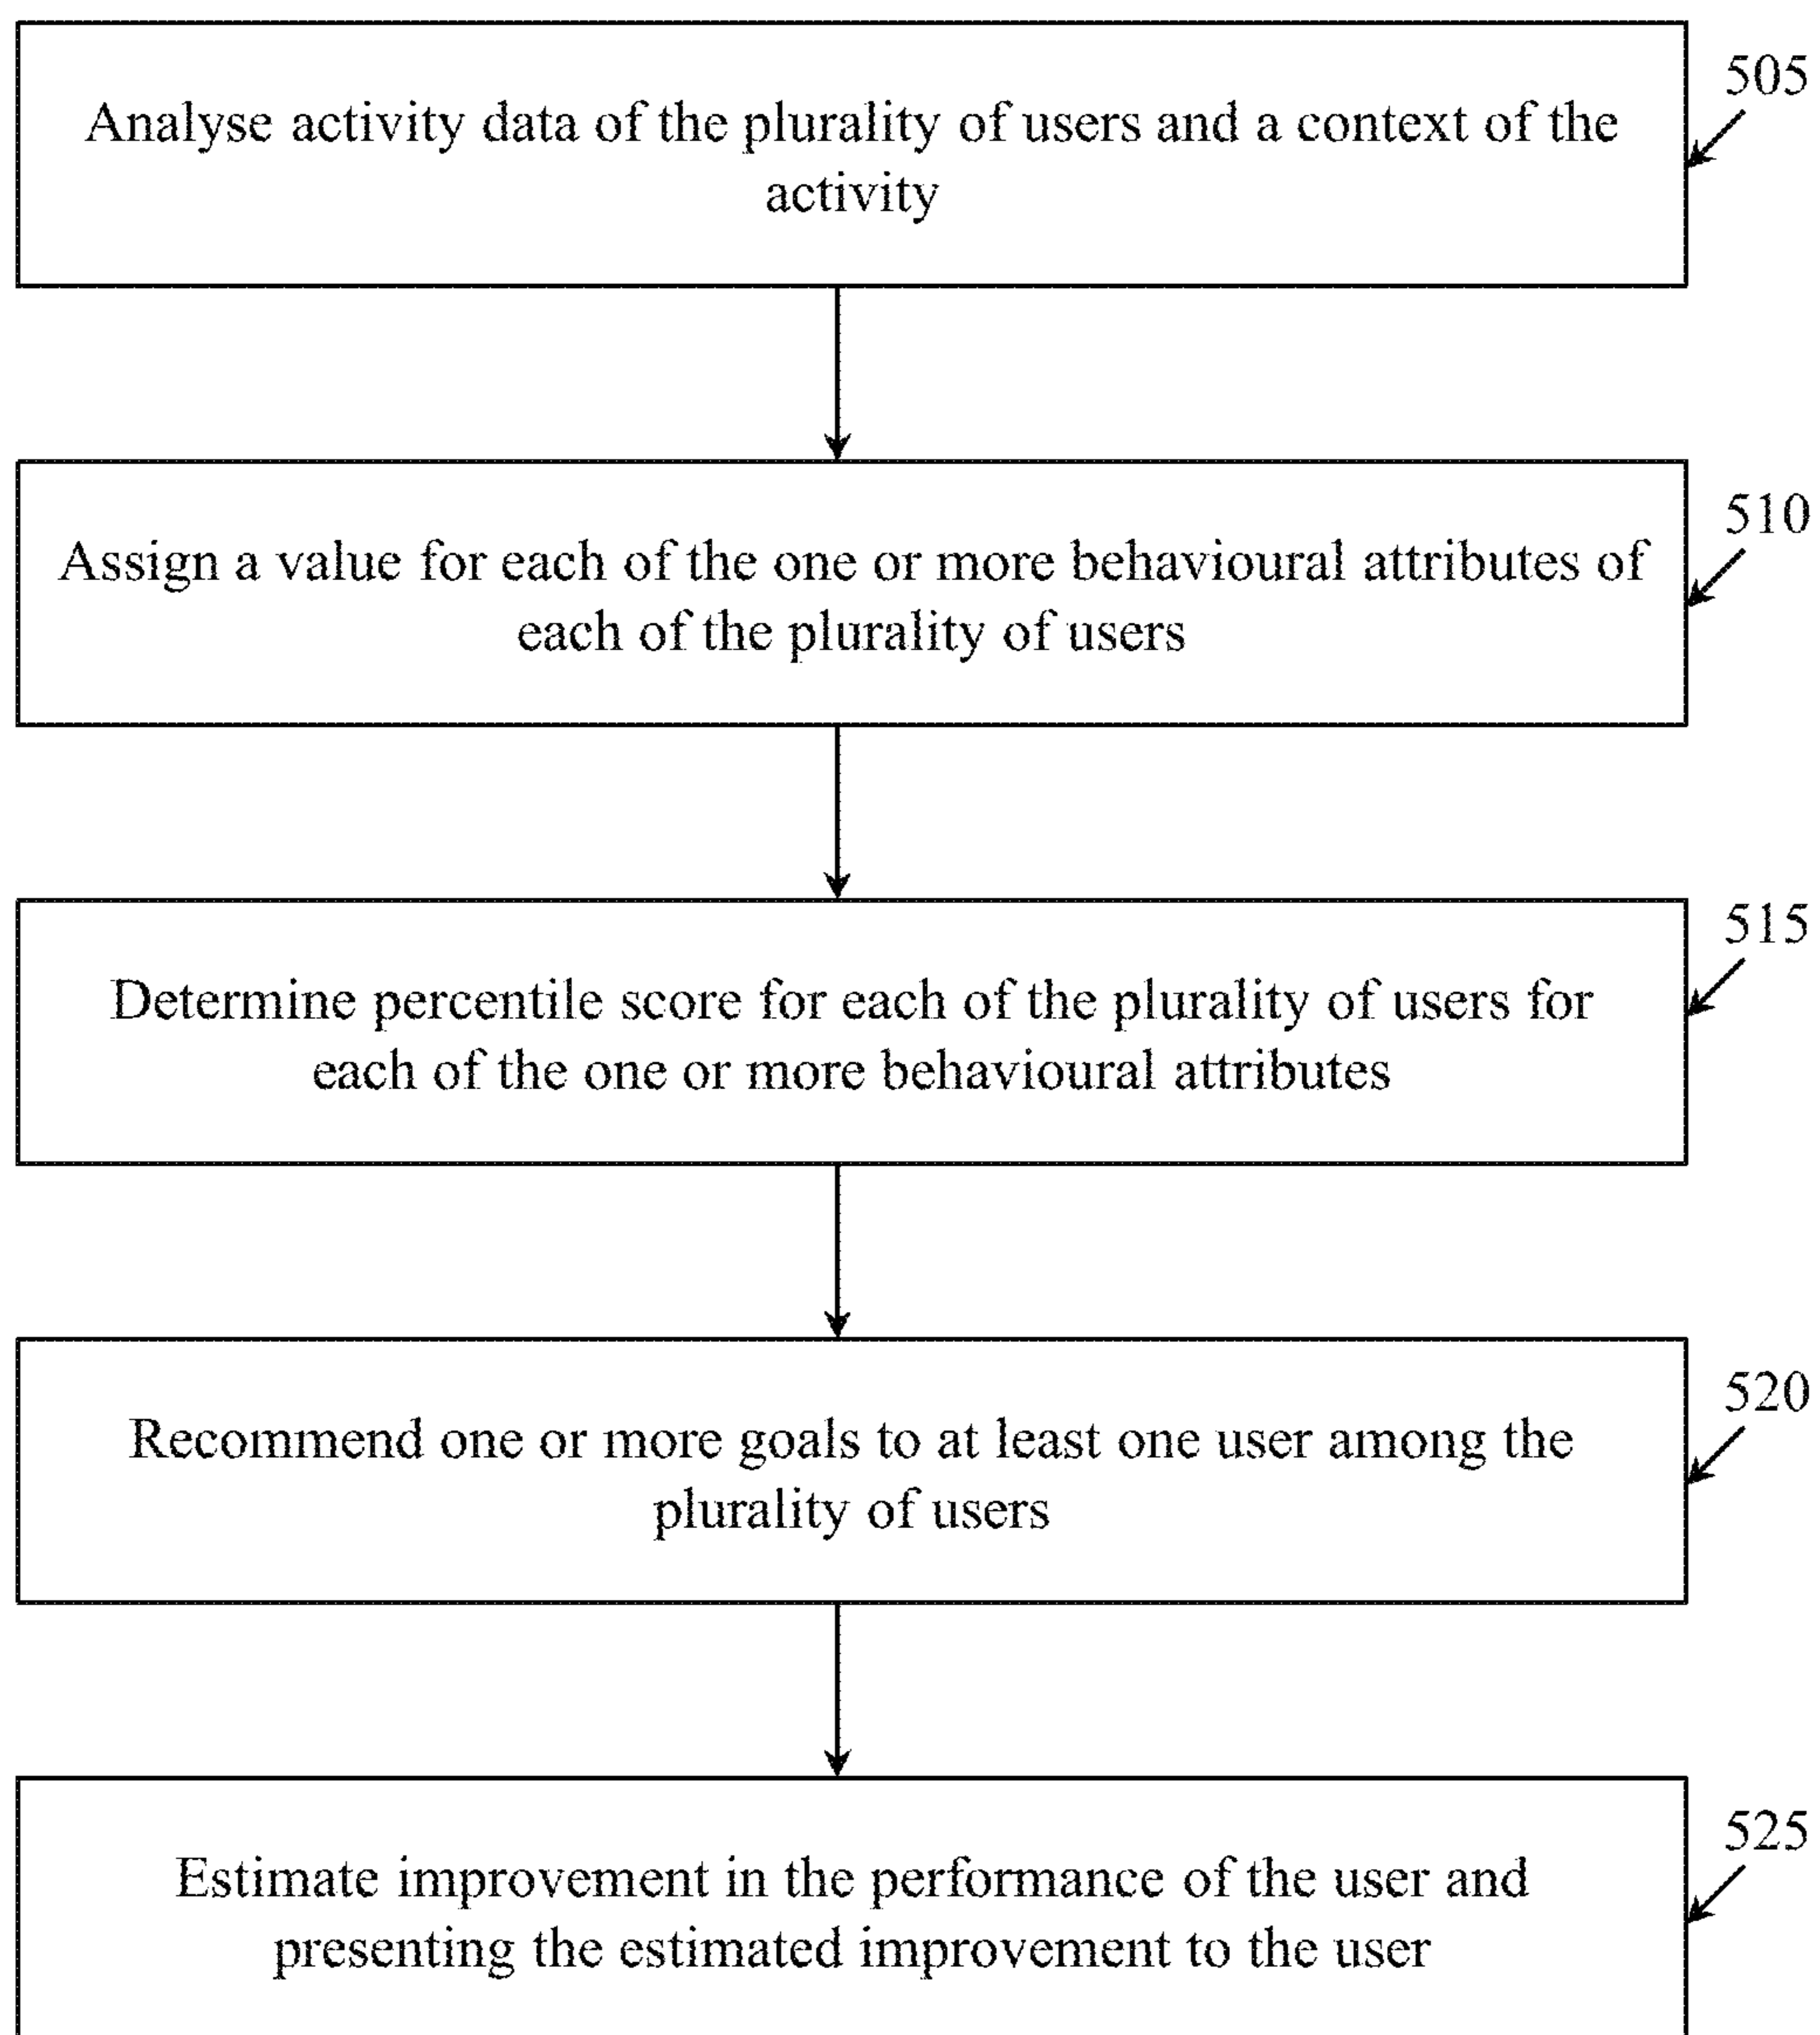 505
Analyse activity data of the plurality of users and a context of the
activity
510
Assign a value for each of the one or more behavioural attributes of
each of the plurality of users
515
Determine percentile score for each of the plurality of users for
each of the one or more behavioural attributes
520
Recommend one or more goals to at least one user among the
plurality of users
525
Estimate improvement in the performance of the user and
presenting the estimated improvement to the user